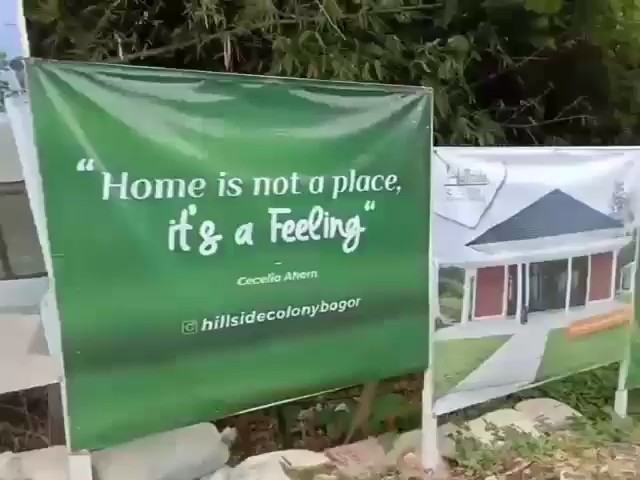 “Home is not a place,
it's a Feeling“
-
Cecelia Ahern
hillsidecolonybogor